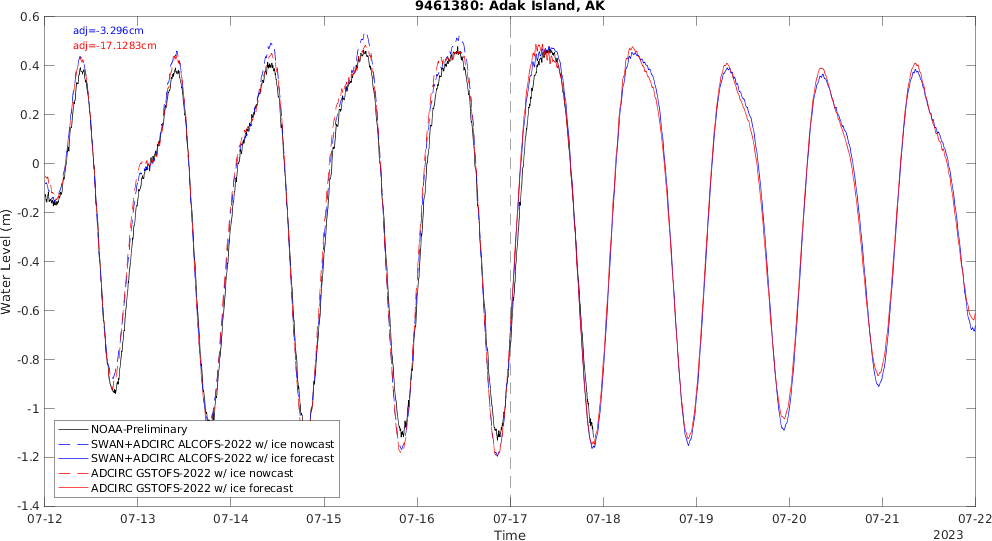 9461380: Adak Island, AK
adj=-3.296cm
adj=-17.1283cm
0.6
0.4
0.2
0
-0.2
-0.4
-0.6
-0.8
-1
-1.2
-1.4
Water Level (m)
NOAA-Preliminary
SWAN+ADCIRC ALCOFS-2022 w/ ice nowcast
SWAN+ADCIRC ALCOFS-2022 w/ ice forecast
ADCIRC GSTOFS-2022 w/ ice nowcast
ADCIRC GSTOFS-2022 w/ ice forecast
07-12 07-13 07-14 07-15 07-16 07-17 07-18 07-19 07-20 07-21 07-22
Time
2023